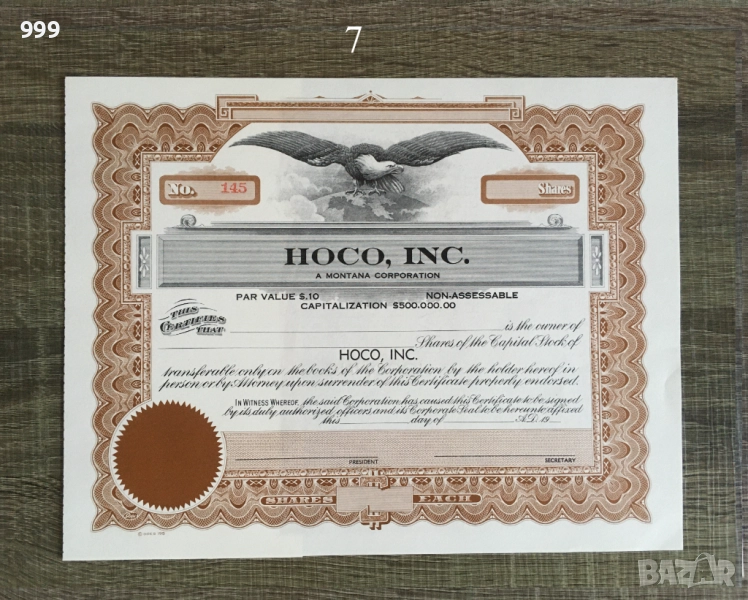 999
7
No. 145
Shares
HOCO, INC.
A MONTANA CORPORATION
PAR VALUE $.10 NON-ASSESSABLE
CAPITALIZATION $500.000.00
THIS CERTIFIES THAT
is the owner of
Shares of the Capital Stock of
HOCO, INC.
transferable only on the books of the Corporation by the holder hereof in
person or by Attorney upon surrender of this Certificate properly endorsed.
IN WITNESS WHEREOF, the said Corporation has caused this Certificate to be signed
by its duly authorized officers and its Corporate Seal to be hereunto affixed
this day of A.D. 19
PRESIDENT SECRETARY
SHARES EACH
BAZAR